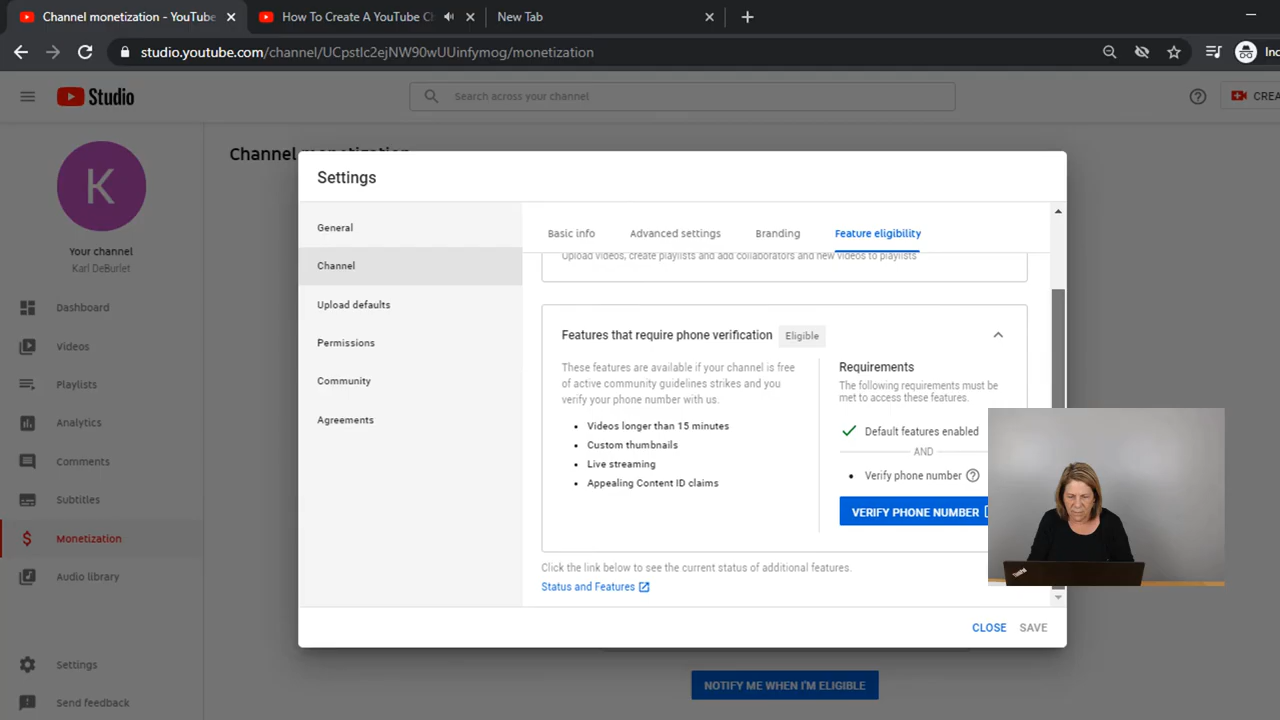 Channel monetization - YouTube
How To Create A YouTube C
New Tab
studio.youtube.com/channel/UCpstlc2ejNW90wUUinfymog/monetization
Studio
Search across your channel
CREA
K
Your channel
Karl DeBurlet
Dashboard
Videos
Playlists
Analytics
Comments
Subtitles
Monetization
Audio library
Settings
Send feedback
Channel monetization
Settings
General
Channel
Upload defaults
Permissions
Community
Agreements
Basic info
Advanced settings
Branding
Feature eligibility
Upload videos, create playlists and add collaborators and new videos to playlists
Features that require phone verification
Eligible
These features are available if your channel is free
of active community guidelines strikes and you
verify your phone number with us.
• Videos longer than 15 minutes
• Custom thumbnails
• Live streaming
• Appealing Content ID claims
Requirements
The following requirements must be
met to access these features.
Default features enabled
AND
• Verify phone number
VERIFY PHONE NUMBER
Click the link below to see the current status of additional features.
Status and Features
CLOSE
SAVE
NOTIFY ME WHEN I'M ELIGIBLE